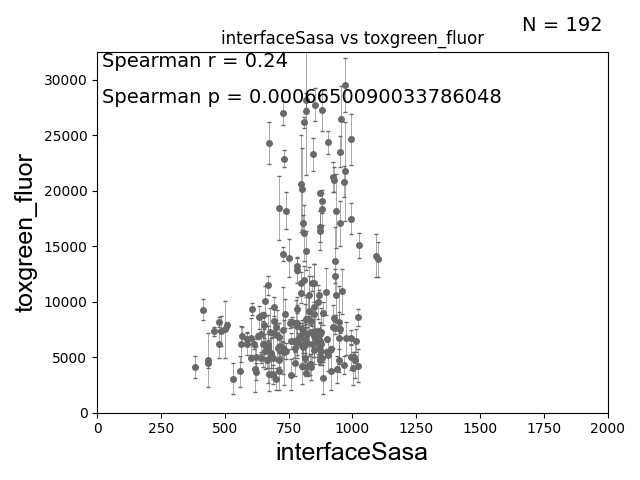 N = 192
interfaceSasa vs toxgreen_fluor
Spearman r = 0.24
Spearman p = 0.0006650090033786048
toxgreen_fluor
30000
25000
20000
15000
10000
5000
0
0 250 500 750 1000 1250 1500 1750 2000
interfaceSasa